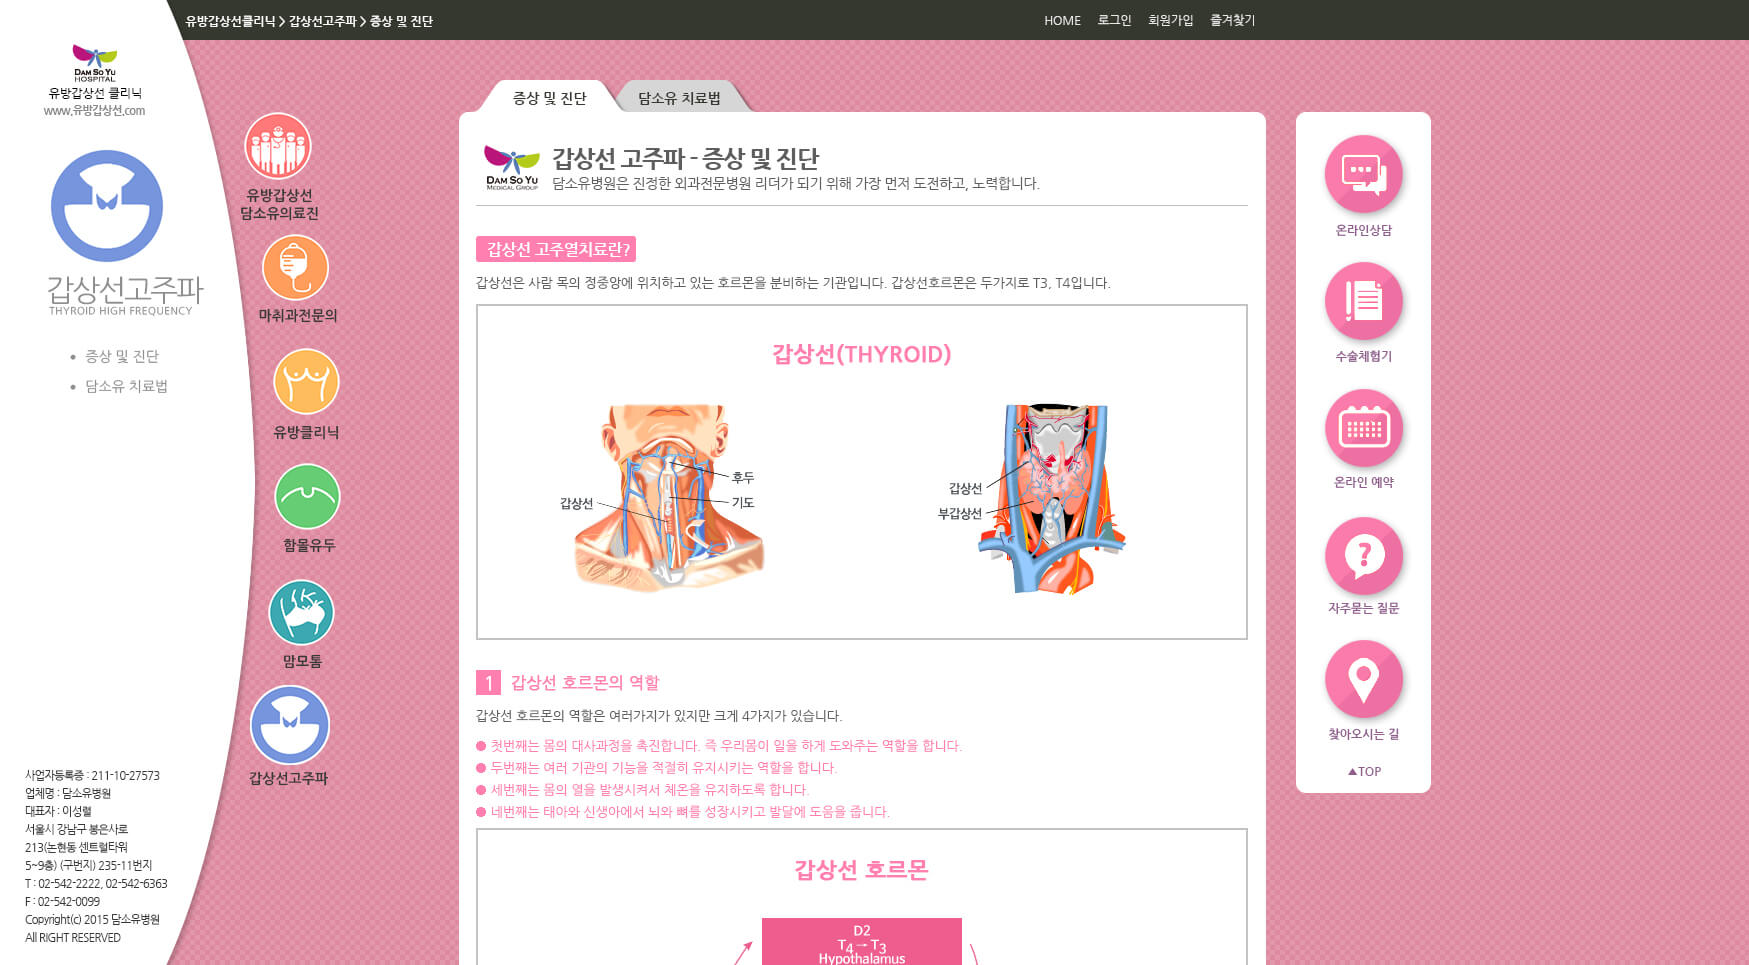 유방갑상선클리닉 > 갑상선고주파 > 증상 및 진단
HOME 로그인 회원가입 즐겨찾기
DAM SO YU
HOSPITAL
유방갑상선 클리닉
www.유방갑상선.com
갑상선고주파
THYROID HIGH FREQUENCY
증상 및 진단
담소유 치료법
사업자등록증 : 211-10-27573
업체명 : 담소유병원
대표자 : 이성렬
서울시 강남구 봉은사로
213(논현동 센트럴타워
5~9층) (구번지) 235-11번지
T : 02-542-2222, 02-542-6363
F : 02-542-0099
Copyright(c) 2015 담소유병원
All RIGHT RESERVED
유방갑상선
담소유의료진
마취과전문의
유방클리닉
함몰유두
맘모톰
갑상선고주파
증상 및 진단
담소유 치료법
DAM SO YU
MEDICAL GROUP
갑상선 고주파 - 증상 및 진단
담소유병원은 진정한 외과전문병원 리더가 되기 위해 가장 먼저 도전하고, 노력합니다.
갑상선 고주열치료란?
갑상선은 사람 목의 정중앙에 위치하고 있는 호르몬을 분비하는 기관입니다. 갑상선호르몬은 두가지로 T3, T4입니다.
갑상선(THYROID)
후두
기도
갑상선
갑상선
부갑상선
1 갑상선 호르몬의 역할
갑상선 호르몬의 역할은 여러가지가 있지만 크게 4가지가 있습니다.
첫번째는 몸의 대사과정을 촉진합니다. 즉 우리몸이 일을 하게 도와주는 역할을 합니다.
두번째는 여러 기관의 기능을 적절히 유지시키는 역할을 합니다.
세번째는 몸의 열을 발생시켜서 체온을 유지하도록 합니다.
네번째는 태아와 신생아에서 뇌와 뼈를 성장시키고 발달에 도움을 줍니다.
갑상선 호르몬
D2
T4→T3
Hypothalamus
온라인상담
수술체험기
온라인 예약
자주묻는 질문
찾아오시는 길
▲TOP